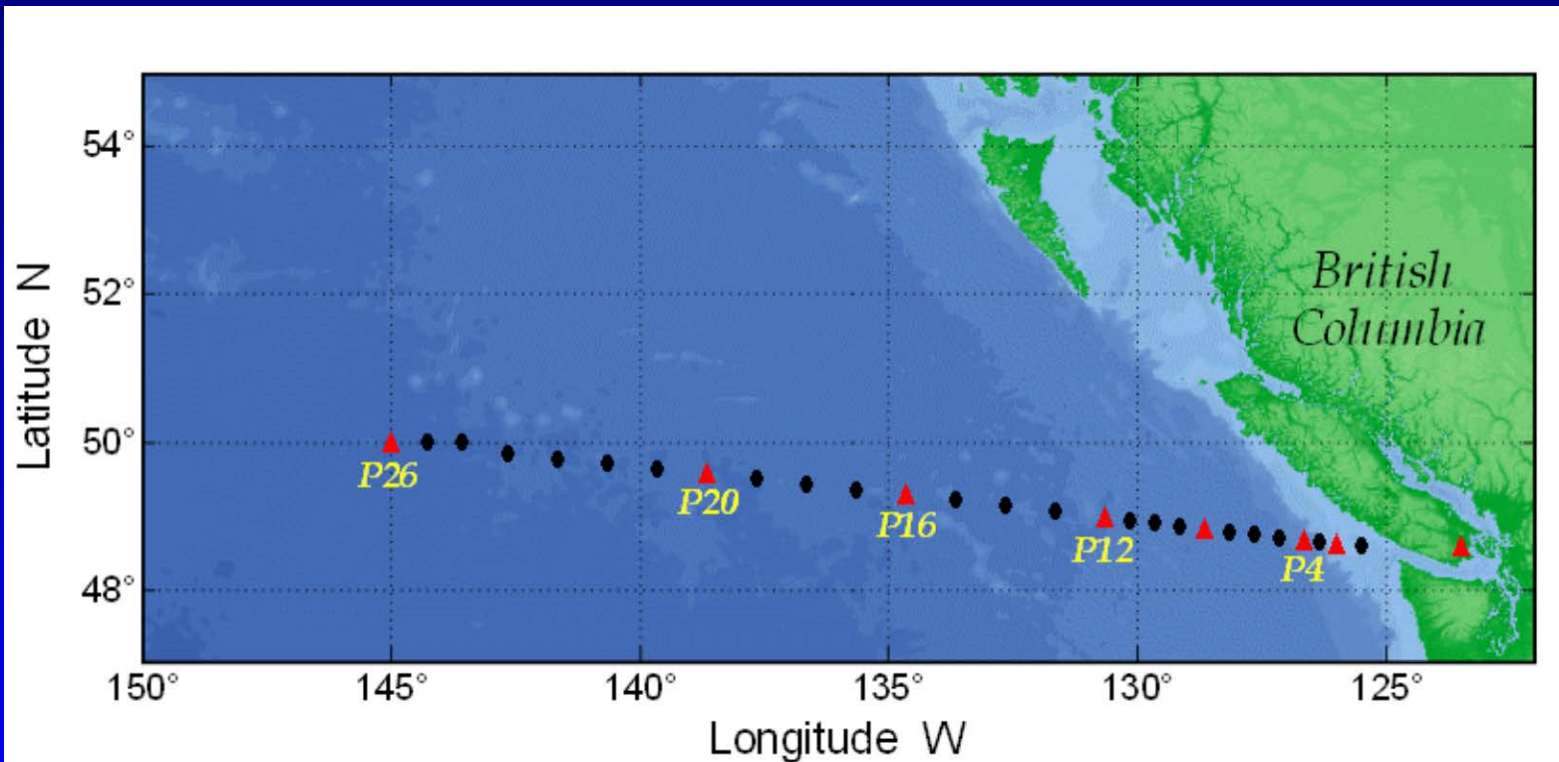 54°
52°
50°
48°
Latitude N
British
Columbia
P26
P20
P16
P12
P4
150°
145°
140°
135°
130°
125°
Longitude W